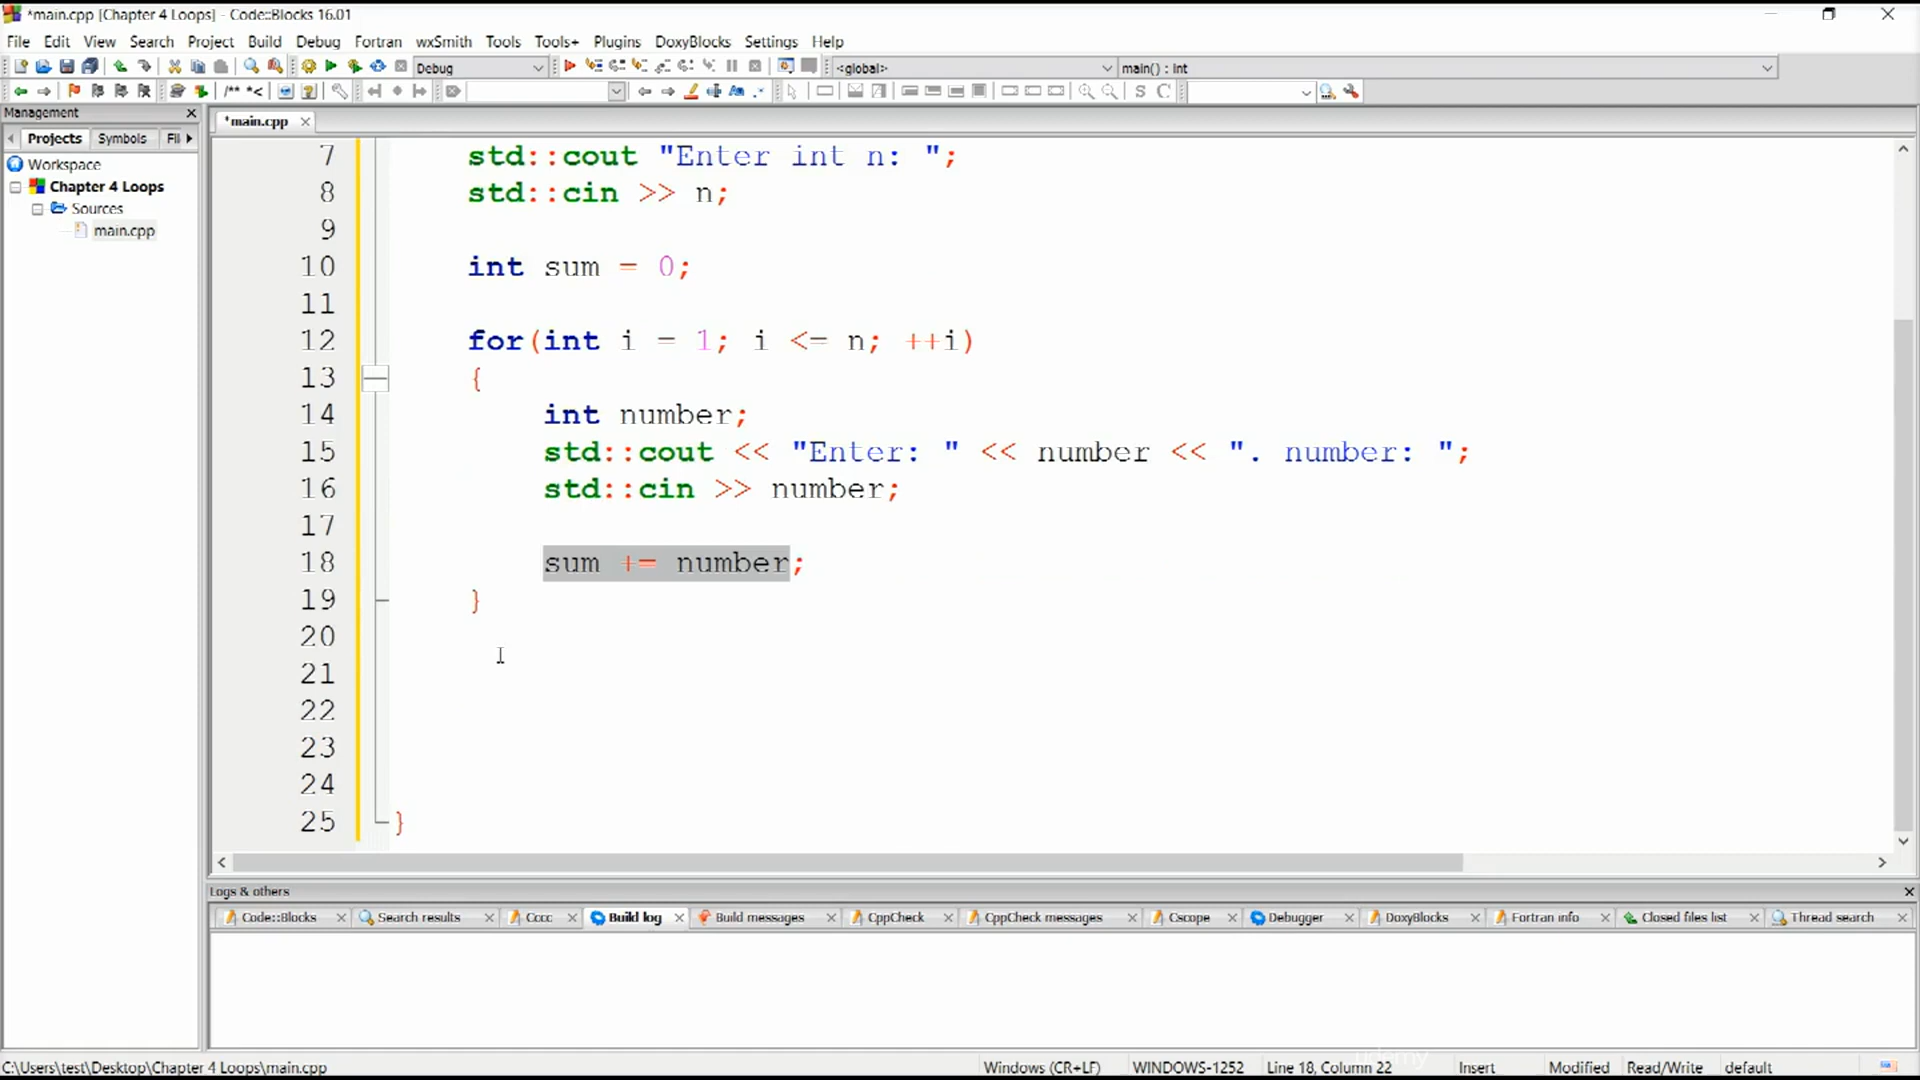 *main.cpp [Chapter 4 Loops] - Code::Blocks 16.01
File Edit View Search Project Build Debug Fortran wxSmith Tools Tools+ Plugins DoxyBlocks Settings Help
Debug <global> main() : int
/** *< S C
Management
*main.cpp
Projects Symbols Fil
Workspace
Chapter 4 Loops
Sources
main.cpp
7 std::cout "Enter int n: ";
8 std::cin >> n;
9
10 int sum = 0;
11
12 for(int i = 1; i <= n; ++i)
13 {
14 int number;
15 std::cout << "Enter: " << number << ". number: ";
16 std::cin >> number;
17
18 sum += number;
19 }
20
21
22
23
24
25 }
Logs & others
Code::Blocks Search results Cccc Build log Build messages CppCheck CppCheck messages Cscope Debugger DoxyBlocks Fortran info Closed files list Thread search
C:\Users\test\Desktop\Chapter 4 Loops\main.cpp Windows (CR+LF) WINDOWS-1252 Line 18, Column 22 Insert Modified Read/Write default
udemy